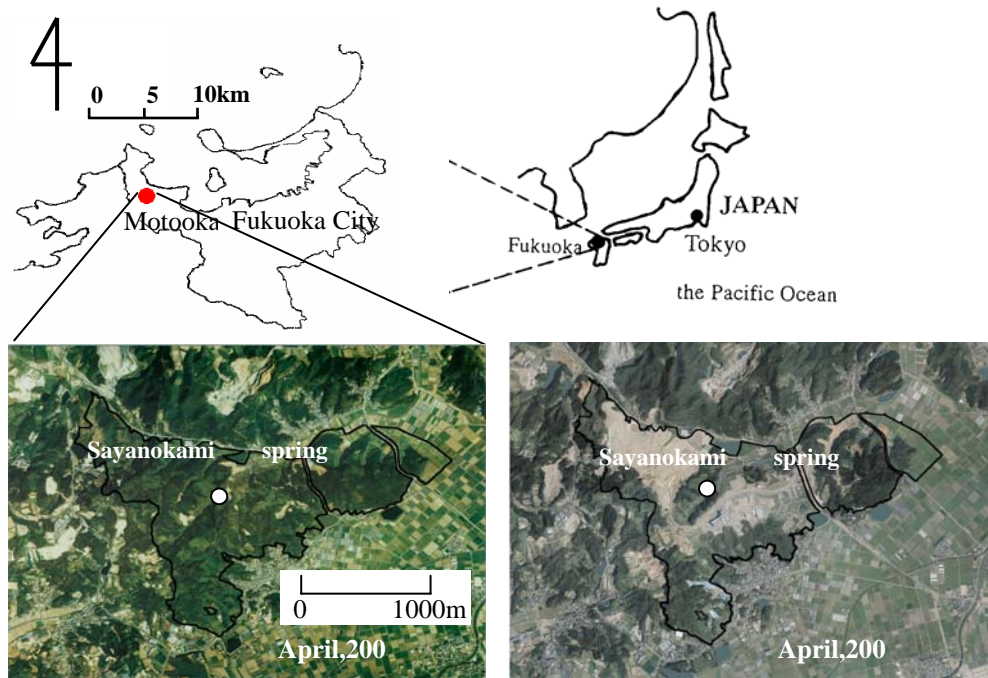 0 5 10km
Motooka Fukuoka City
JAPAN
Fukuoka
Tokyo
the Pacific Ocean
Sayanokami spring
0 1000m
April,200
Sayanokami spring
April,200